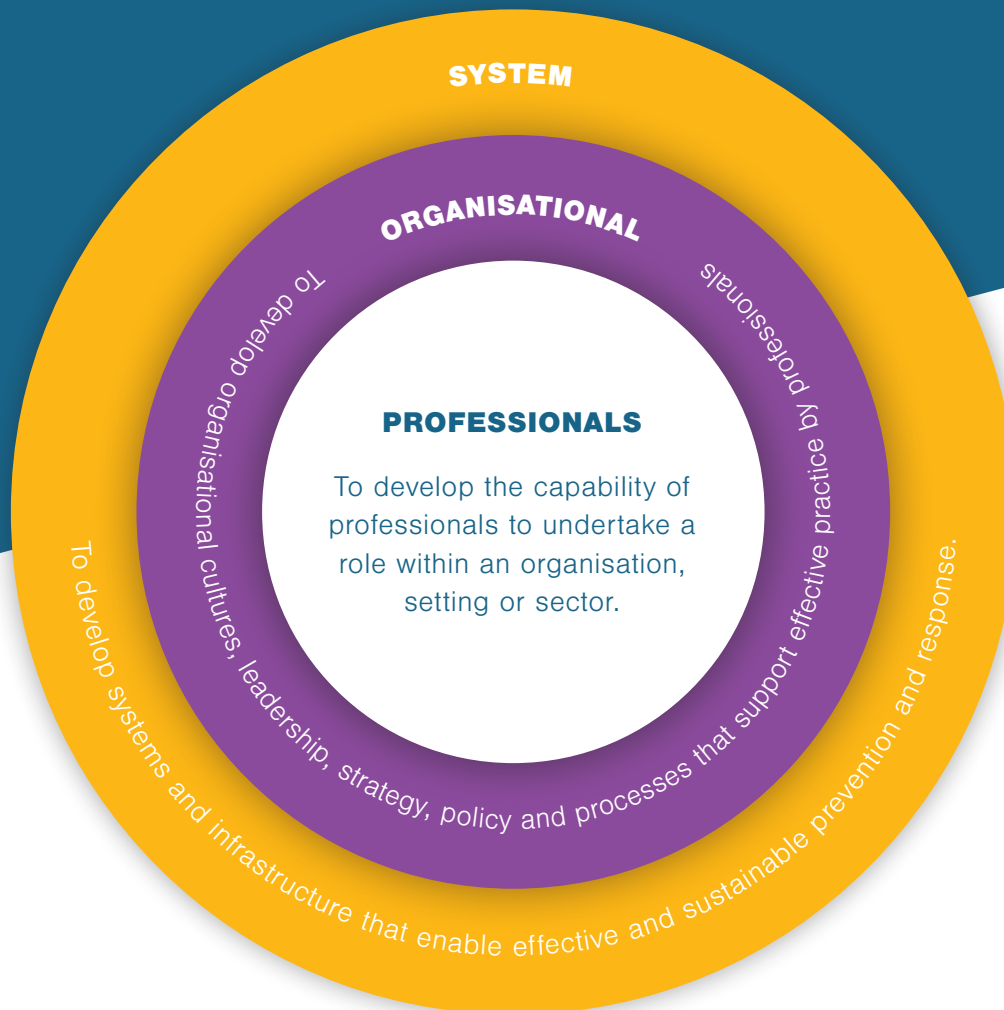 SYSTEM
To develop systems and infrastructure that enable effective and sustainable prevention and response.
ORGANISATIONAL
To develop organisational cultures, leadership, strategy, policy and processes that support effective practice by professionals
PROFESSIONALS
To develop the capability of
professionals to undertake a
role within an organisation,
setting or sector.